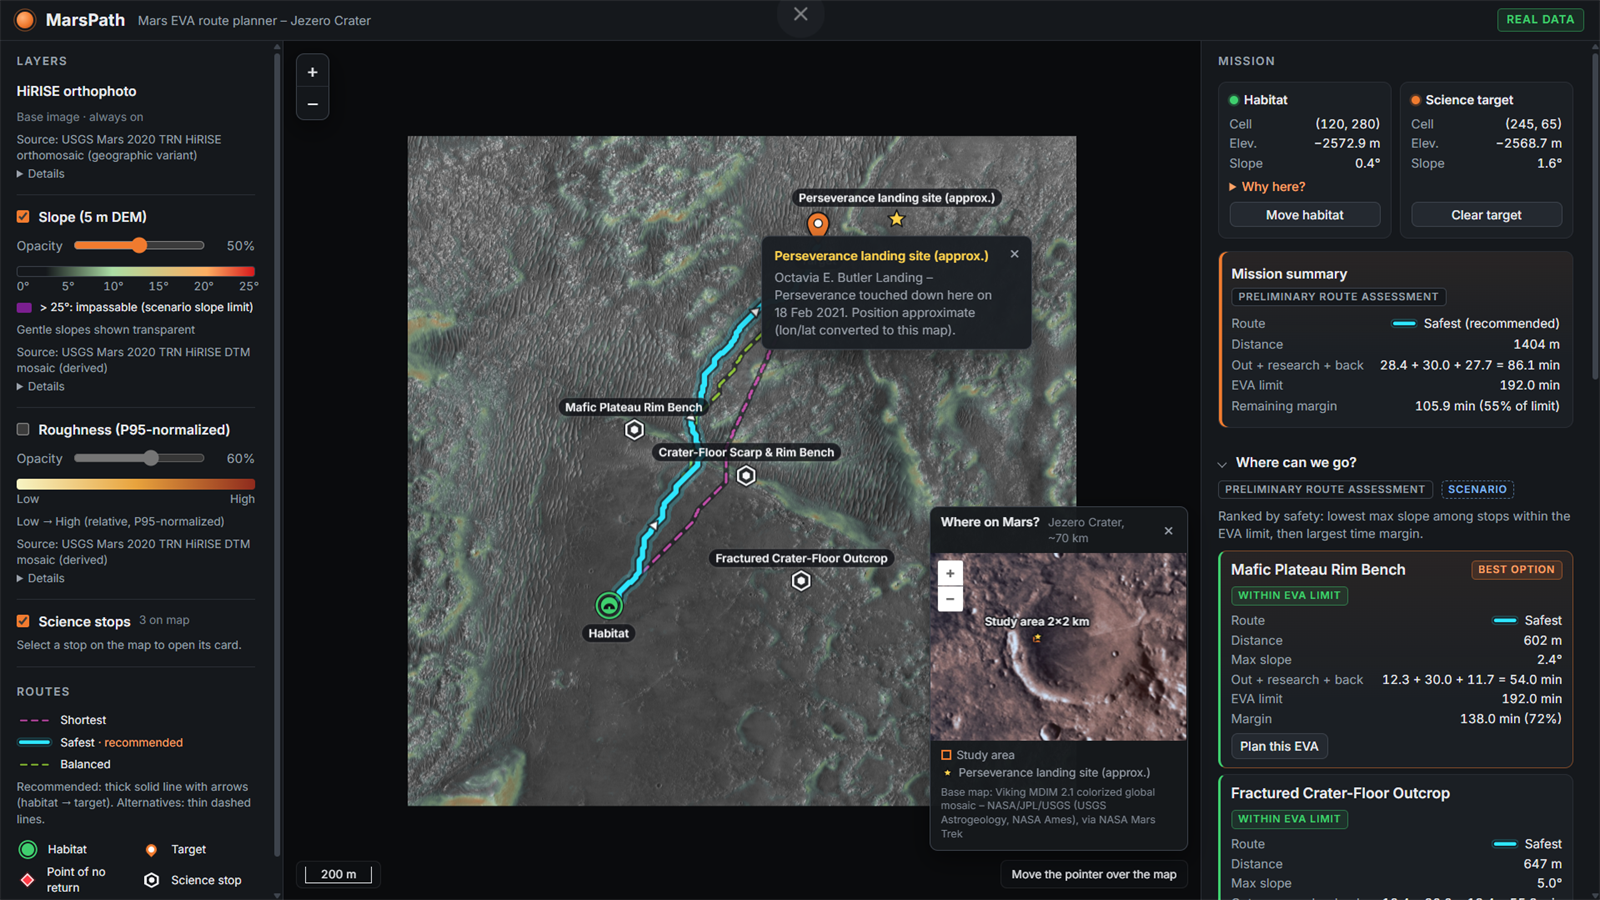 MarsPath
Mars EVA route planner – Jezero Crater
REAL DATA
LAYERS
HiRISE orthophoto
Base image · always on
Source: USGS Mars 2020 TRN HiRISE
orthomosaic (geographic variant)
Details
Slope (5 m DEM)
Opacity 50%
0° 5° 10° 15° 20° 25°
> 25°: impassable (scenario slope limit)
Gentle slopes shown transparent
Source: USGS Mars 2020 TRN HiRISE DTM
mosaic (derived)
Details
Roughness (P95-normalized)
Opacity 60%
Low High
Low → High (relative, P95-normalized)
Source: USGS Mars 2020 TRN HiRISE DTM
mosaic (derived)
Details
Science stops 3 on map
Select a stop on the map to open its card.
ROUTES
Shortest
Safest · recommended
Balanced
Recommended: thick solid line with arrows
(habitat → target). Alternatives: thin dashed
lines.
Habitat Target
Point of no
return
Science stop
+
−
Perseverance landing site (approx.)
Perseverance landing site (approx.)
Octavia E. Butler Landing –
Perseverance touched down here on
18 Feb 2021. Position approximate
(lon/lat converted to this map).
Mafic Plateau Rim Bench
Crater-Floor Scarp & Rim Bench
Fractured Crater-Floor Outcrop
Habitat
Where on Mars? Jezero Crater,
~70 km
+
−
Study area 2×2 km
Study area
Perseverance landing site (approx.)
Base map: Viking MDIM 2.1 colorized global
mosaic – NASA/JPL/USGS (USGS
Astrogeology, NASA Ames), via NASA Mars
Trek
200 m
Move the pointer over the map
MISSION
Habitat
Cell (120, 280)
Elev. −2572.9 m
Slope 0.4°
Why here?
Move habitat
Science target
Cell (245, 65)
Elev. −2568.7 m
Slope 1.6°
Clear target
Mission summary
PRELIMINARY ROUTE ASSESSMENT
Route Safest (recommended)
Distance 1404 m
Out + research + back 28.4 + 30.0 + 27.7 = 86.1 min
EVA limit 192.0 min
Remaining margin 105.9 min (55% of limit)
Where can we go?
PRELIMINARY ROUTE ASSESSMENT SCENARIO
Ranked by safety: lowest max slope among stops within the
EVA limit, then largest time margin.
Mafic Plateau Rim Bench BEST OPTION
WITHIN EVA LIMIT
Route Safest
Distance 602 m
Max slope 2.4°
Out + research + back 12.3 + 30.0 + 11.7 = 54.0 min
EVA limit 192.0 min
Margin 138.0 min (72%)
Plan this EVA
Fractured Crater-Floor Outcrop
WITHIN EVA LIMIT
Route Safest
Distance 647 m
Max slope 5.0°